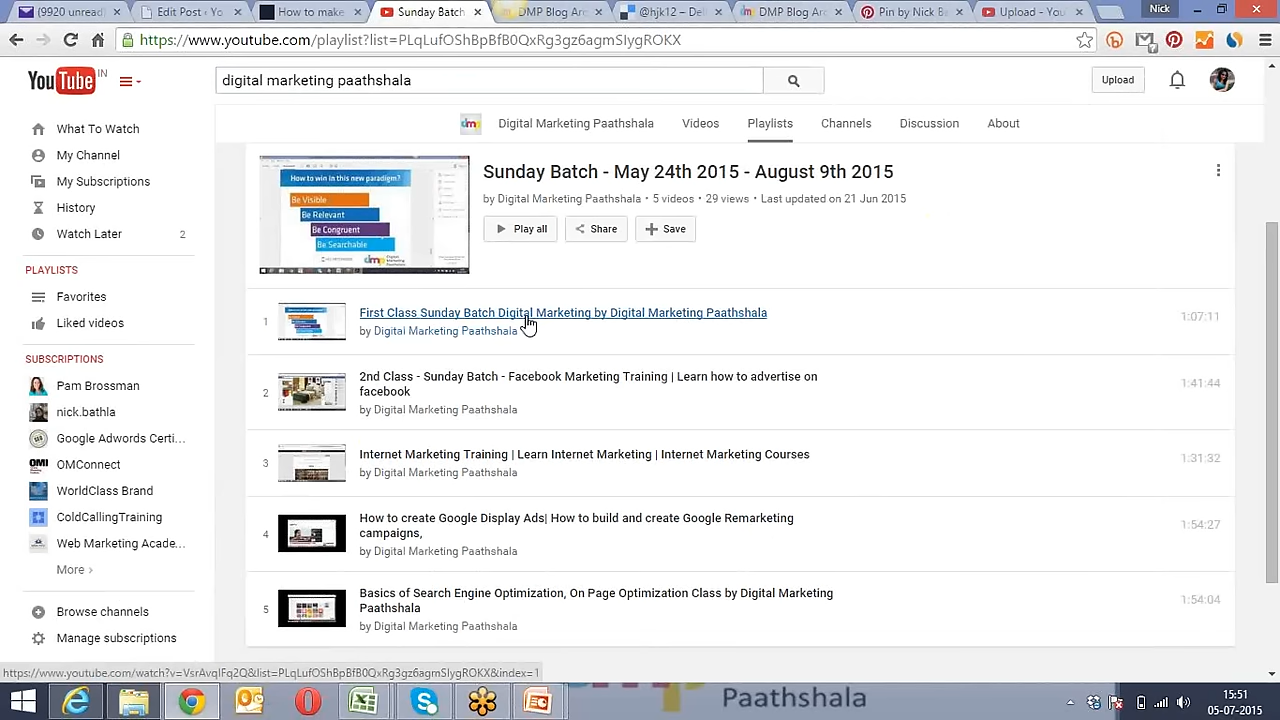 (9920 unread)
Edit Post ‹ Yo
How to make
Sunday Batch
DMP Blog Are
@hjk12 –
DMP Blog
Pin by Nick B
Upload - You
Nick
https://www.youtube.com/playlist?list=PLqLufOShBpBfB0QxRg3gz6agmSIygROKX
YouTube IN
digital marketing paathshala
Upload
dmp Digital Marketing Paathshala Videos Playlists Channels Discussion About
What To Watch
My Channel
My Subscriptions
History
Watch Later 2
PLAYLISTS
Favorites
Liked videos
SUBSCRIPTIONS
Pam Brossman
nick.bathla
Google Adwords Certi...
OMConnect
WorldClass Brand
ColdCallingTraining
Web Marketing Acade...
More ›
Browse channels
Manage subscriptions
How to win in this new paradigm?
Be Visible
Be Relevant
Be Congruent
Be Searchable
Sunday Batch - May 24th 2015 - August 9th 2015
by Digital Marketing Paathshala • 5 videos • 29 views • Last updated on 21 Jun 2015
Play all Share Save
1 First Class Sunday Batch Digital by Digital Marketing Paathshala 1:07:11
by Digital Marketing Paathshala
2 2nd Class - Sunday Batch - Facebook Marketing Training | Learn how to advertise on 1:41:44
facebook
by Digital Marketing Paathshala
3 Internet Marketing Training | Learn Internet Marketing | Internet Marketing Courses 1:31:32
by Digital Marketing Paathshala
4 How to create Google Display Ads| How to build and create Google Remarketing 1:54:27
campaigns,
by Digital Marketing Paathshala
5 Basics of Search Engine Optimization, On Page Optimization Class by Digital Marketing 1:54:04
Paathshala
by Digital Marketing Paathshala
https://www.youtube.com/watch?v=VsrAvqIFq2Q&list=PLqLufOShBpBfB0QxRg3gz6agmSIygROKX&index=1
Paathshala
15:51
05-07-2015